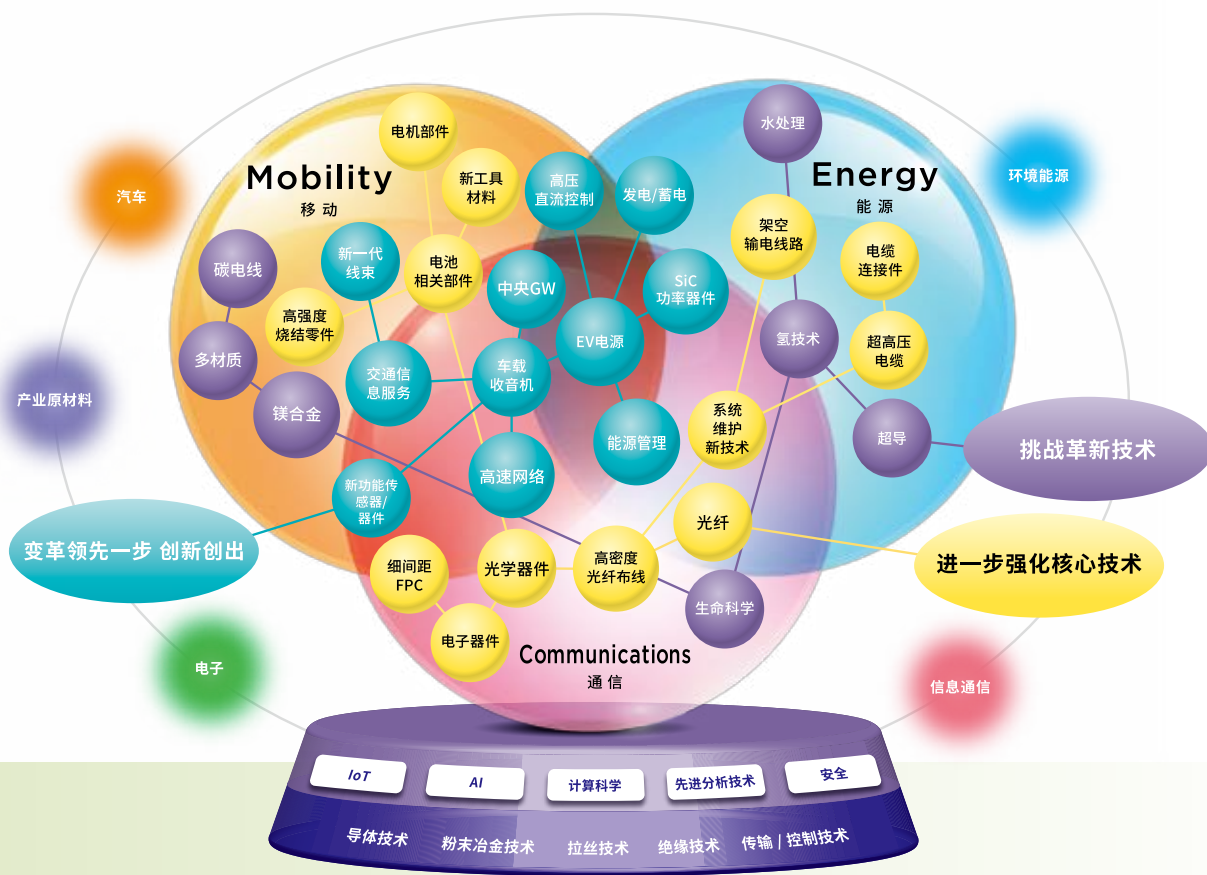 电机部件
水处理
Mobility
移动
新工具
材料
高压
直流控制
发电/蓄电
Energy
能源
汽车
环境能源
架空
输电线路
电缆
连接件
碳电线
新一代
线束
电池
相关部件
中央GW
SiC
功率器件
高强度
烧结零件
EV电源
氢技术
超高压
电缆
多材质
交通信
息服务
车载
收音机
产业原材料
镁合金
系统
维护
新技术
能源管理
超导
挑战革新技术
高速网络
新功能传
感器/
器件
光纤
变革领先一步 创新创出
进一步强化核心技术
细间距
FPC
光学器件
高密度
光纤布线
生命科学
电子器件
Communications
通信
电子
信息通信
IoT
AI
计算科学
先进分析技术
安全
导体技术
粉末冶金技术
拉丝技术
绝缘技术
传输 / 控制技术